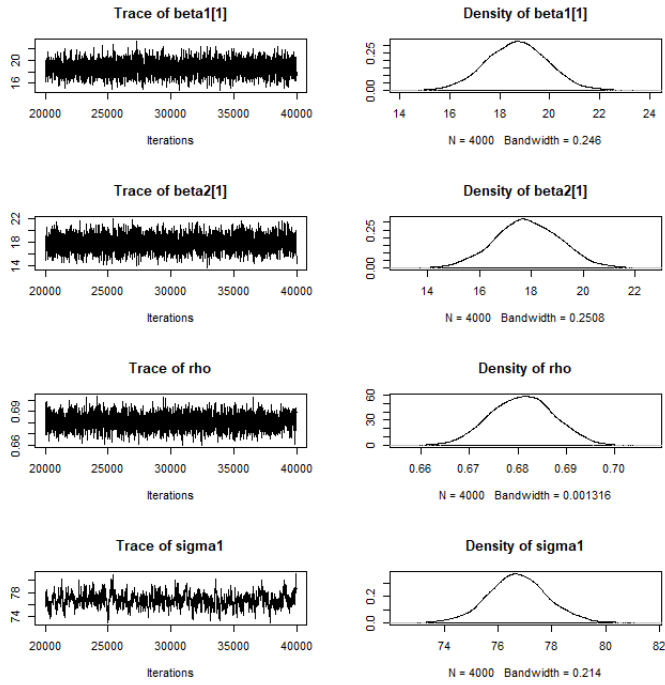 Trace of beta1[1]
Density of beta1[1]
16 20
0.00 0.25
20000 25000 30000 35000 40000
14 16 18 20 22 24
Iterations
N = 4000 Bandwidth = 0.246
Trace of beta2[1]
Density of beta2[1]
14 18 22
0.00 0.25
20000 25000 30000 35000 40000
14 16 18 20 22
Iterations
N = 4000 Bandwidth = 0.2508
Trace of rho
Density of rho
0.66 0.69
0 30 60
20000 25000 30000 35000 40000
0.66 0.67 0.68 0.69 0.70
Iterations
N = 4000 Bandwidth = 0.001316
Trace of sigma1
Density of sigma1
74 78
0.0 0.2
20000 25000 30000 35000 40000
74 76 78 80 82
Iterations
N = 4000 Bandwidth = 0.214